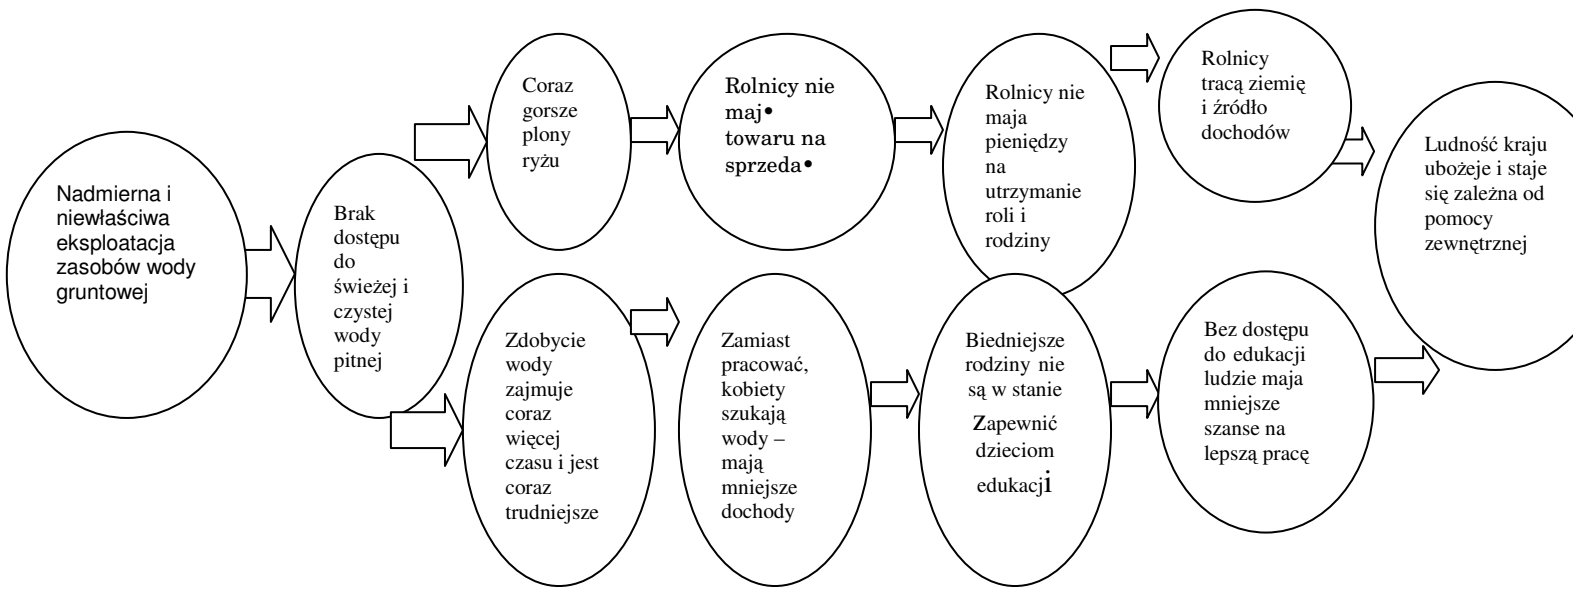 Nadmierna i
niewłaściwa
eksploatacja
zasobów wody
gruntowej
Brak
dostępu
do
świeżej i
czystej
wody
pitnej
Coraz
gorsze
plony
ryżu
Rolnicy nie
maj•
towaru na
sprzeda•
Rolnicy nie
maja
pieniędzy
na
utrzymanie
roli i
rodziny
Rolnicy
tracą ziemię
i źródło
dochodów
Ludność kraju
ubożeje i staje
się zależna od
pomocy
zewnętrznej
Zdobycie
wody
zajmuje
coraz
więcej
czasu i jest
coraz
trudniejsze
Zamiast
pracować,
kobiety
szukają
wody –
mają
mniejsze
dochody
Biedniejsze
rodziny nie
są w stanie
Zapewnić
dzieciom
edukacji
Bez dostępu
do edukacji
ludzie maja
mniejsze
szanse na
lepszą pracę